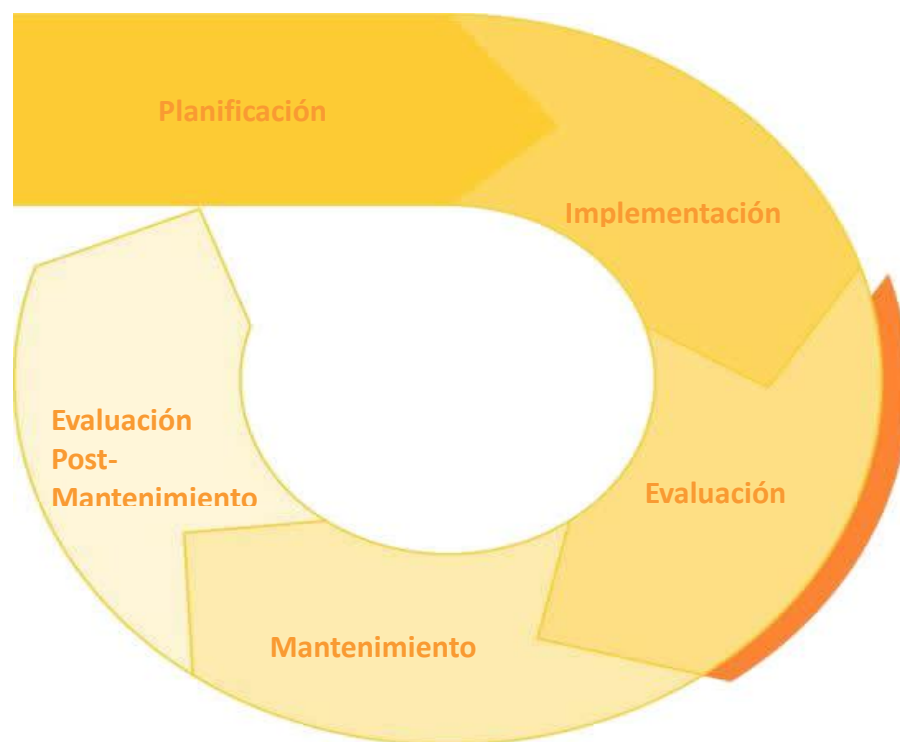 Planificación
Implementación
Evaluación
Post-
Mantenimiento
Evaluación
Mantenimiento